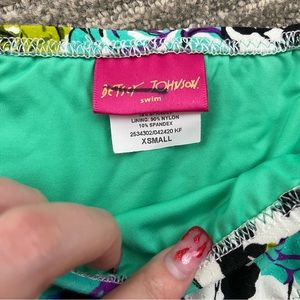 BETSEY JOHNSON
swim
LINING: 90% NYLON
10% SPANDEX
2534302/042420 KF
XSMALL